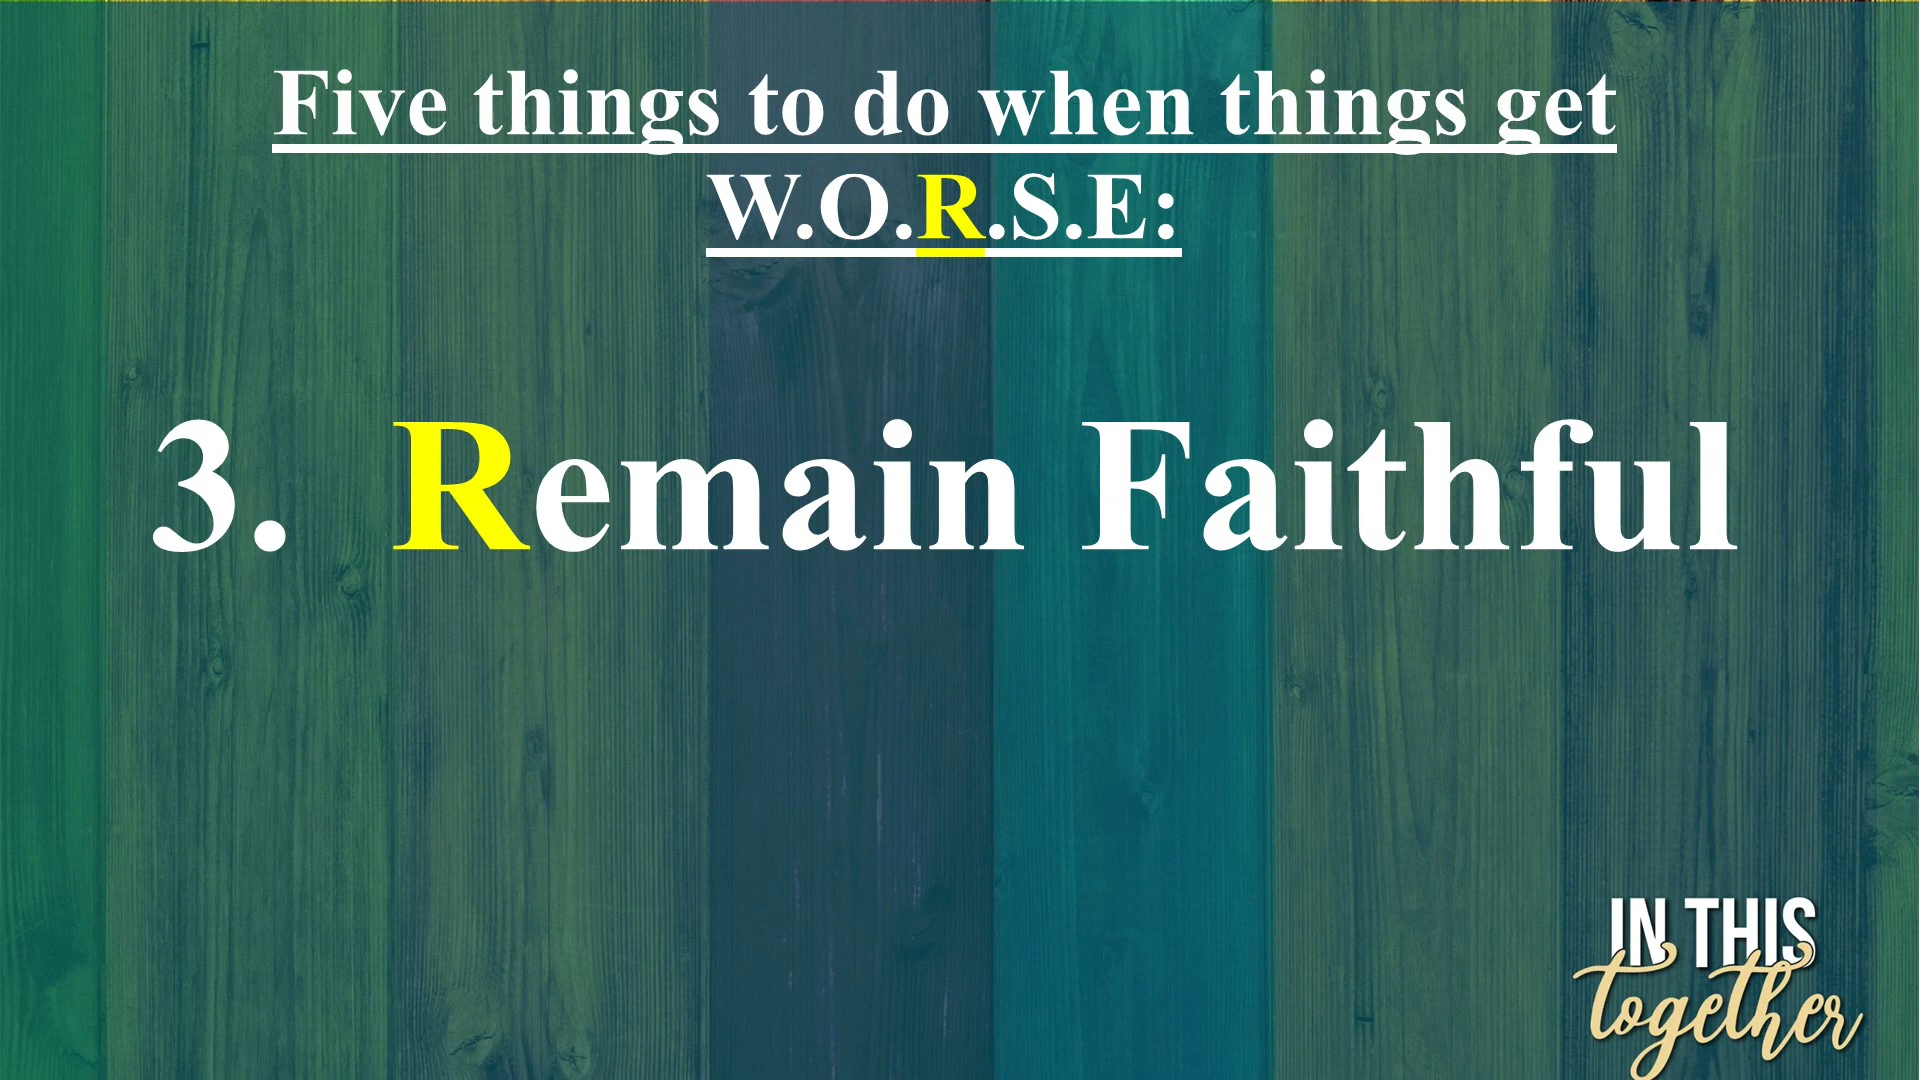 Five things to do when things get
W.O.R.S.E:
3. Remain Faithful
IN THIS
together